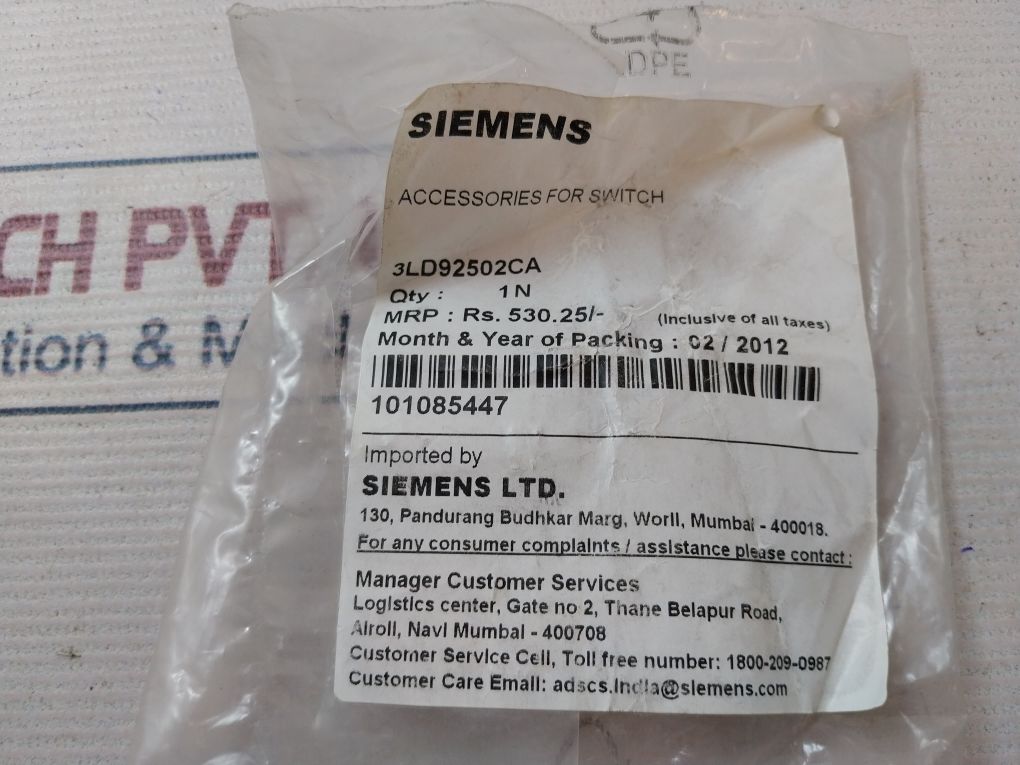 DPE
SIEMENS
ACCESSORIES FOR SWITCH
CH PVT
3LD92502CA
Qty : 1 N
MRP : Rs. 530.25/- (Inclusive of all taxes)
Month & Year of Packing : 02 / 2012
tion &
101085447
Imported by
SIEMENS LTD.
130, Pandurang Budhkar Marg, Worli, Mumbai - 400018.
For any consumer complaints / assistance please contact :
Manager Customer Services
Logistics center, Gate no 2, Thane Belapur Road,
Airoli, Navi Mumbai - 400708
Customer Service Cell, Toll free number: 1800-209-0987
Customer Care Email: adscs.india@siemens.com